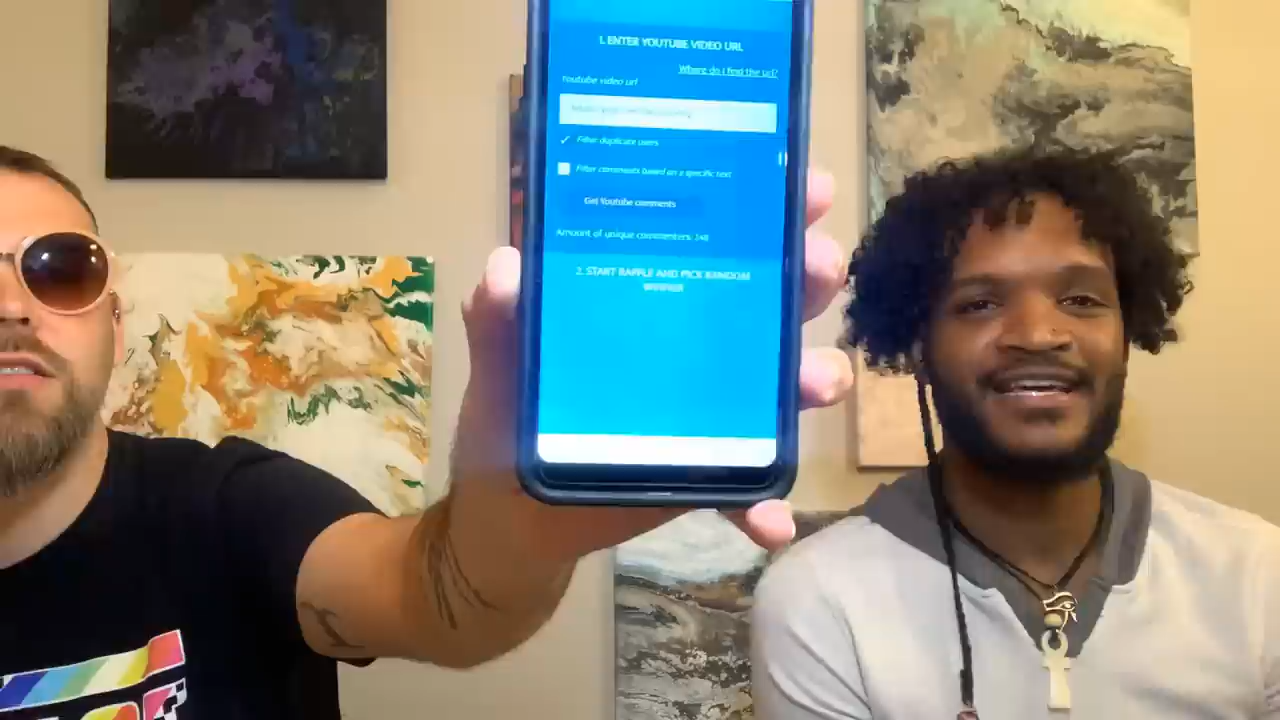 1. ENTER YOUTUBE VIDEO URL
Where do i find the url?
Youtube video url
Filter duplicate users
Filter comments based on a specific text
Get Youtube comments
Amount of unique commenters: 248
2. START RAFFLE AND PICK RANDOM
WINNER